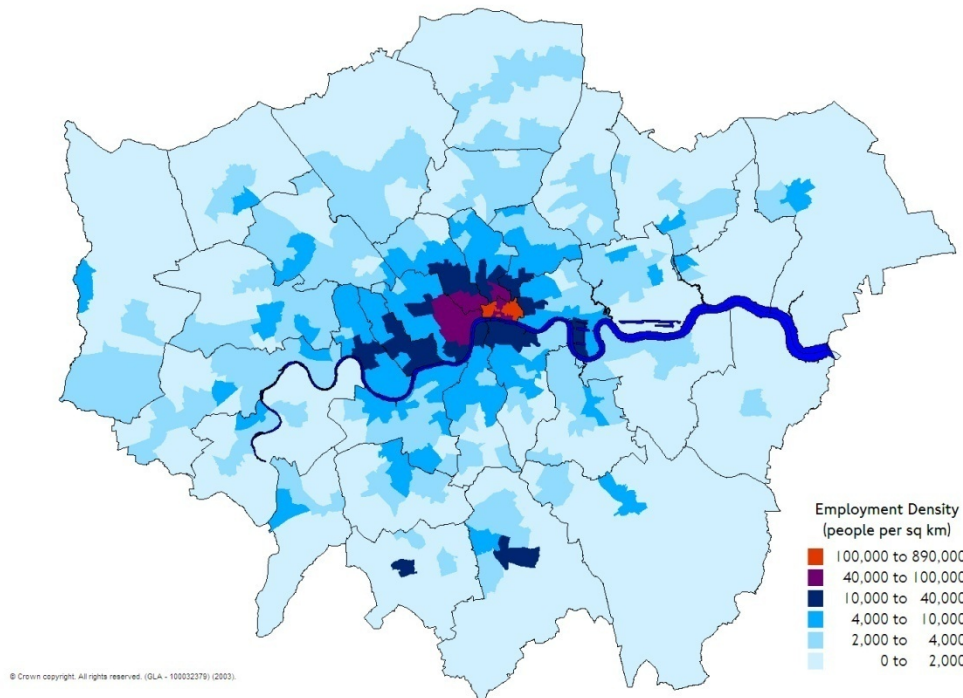 Employment Density
(people per sq km)
100,000 to 890,000
40,000 to 100,000
10,000 to 40,000
4,000 to 10,000
2,000 to 4,000
0 to 2,000
© Crown copyright. All rights reserved. (GLA - 100032379) (2003).